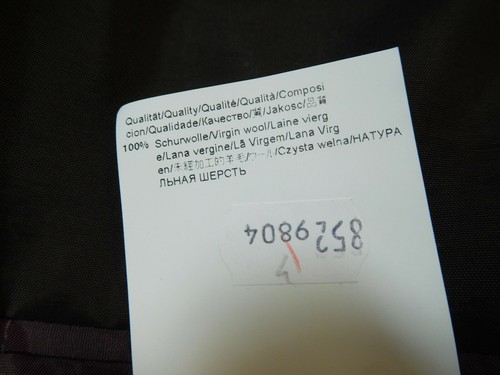 Qualität/Quality/Qualité/Qualità/Composi
cion/Qualidade/Качество/質/Jakosc/品質
100% Schurwolle/Virgin wool/Laine vierg
e/Lana vergine/Lã Virgem/Lana Virg
en/未經加工的羊毛/ウール/Czysta welna/НАТУРА
ЛЬНАЯ ШЕРСТЬ
8529804